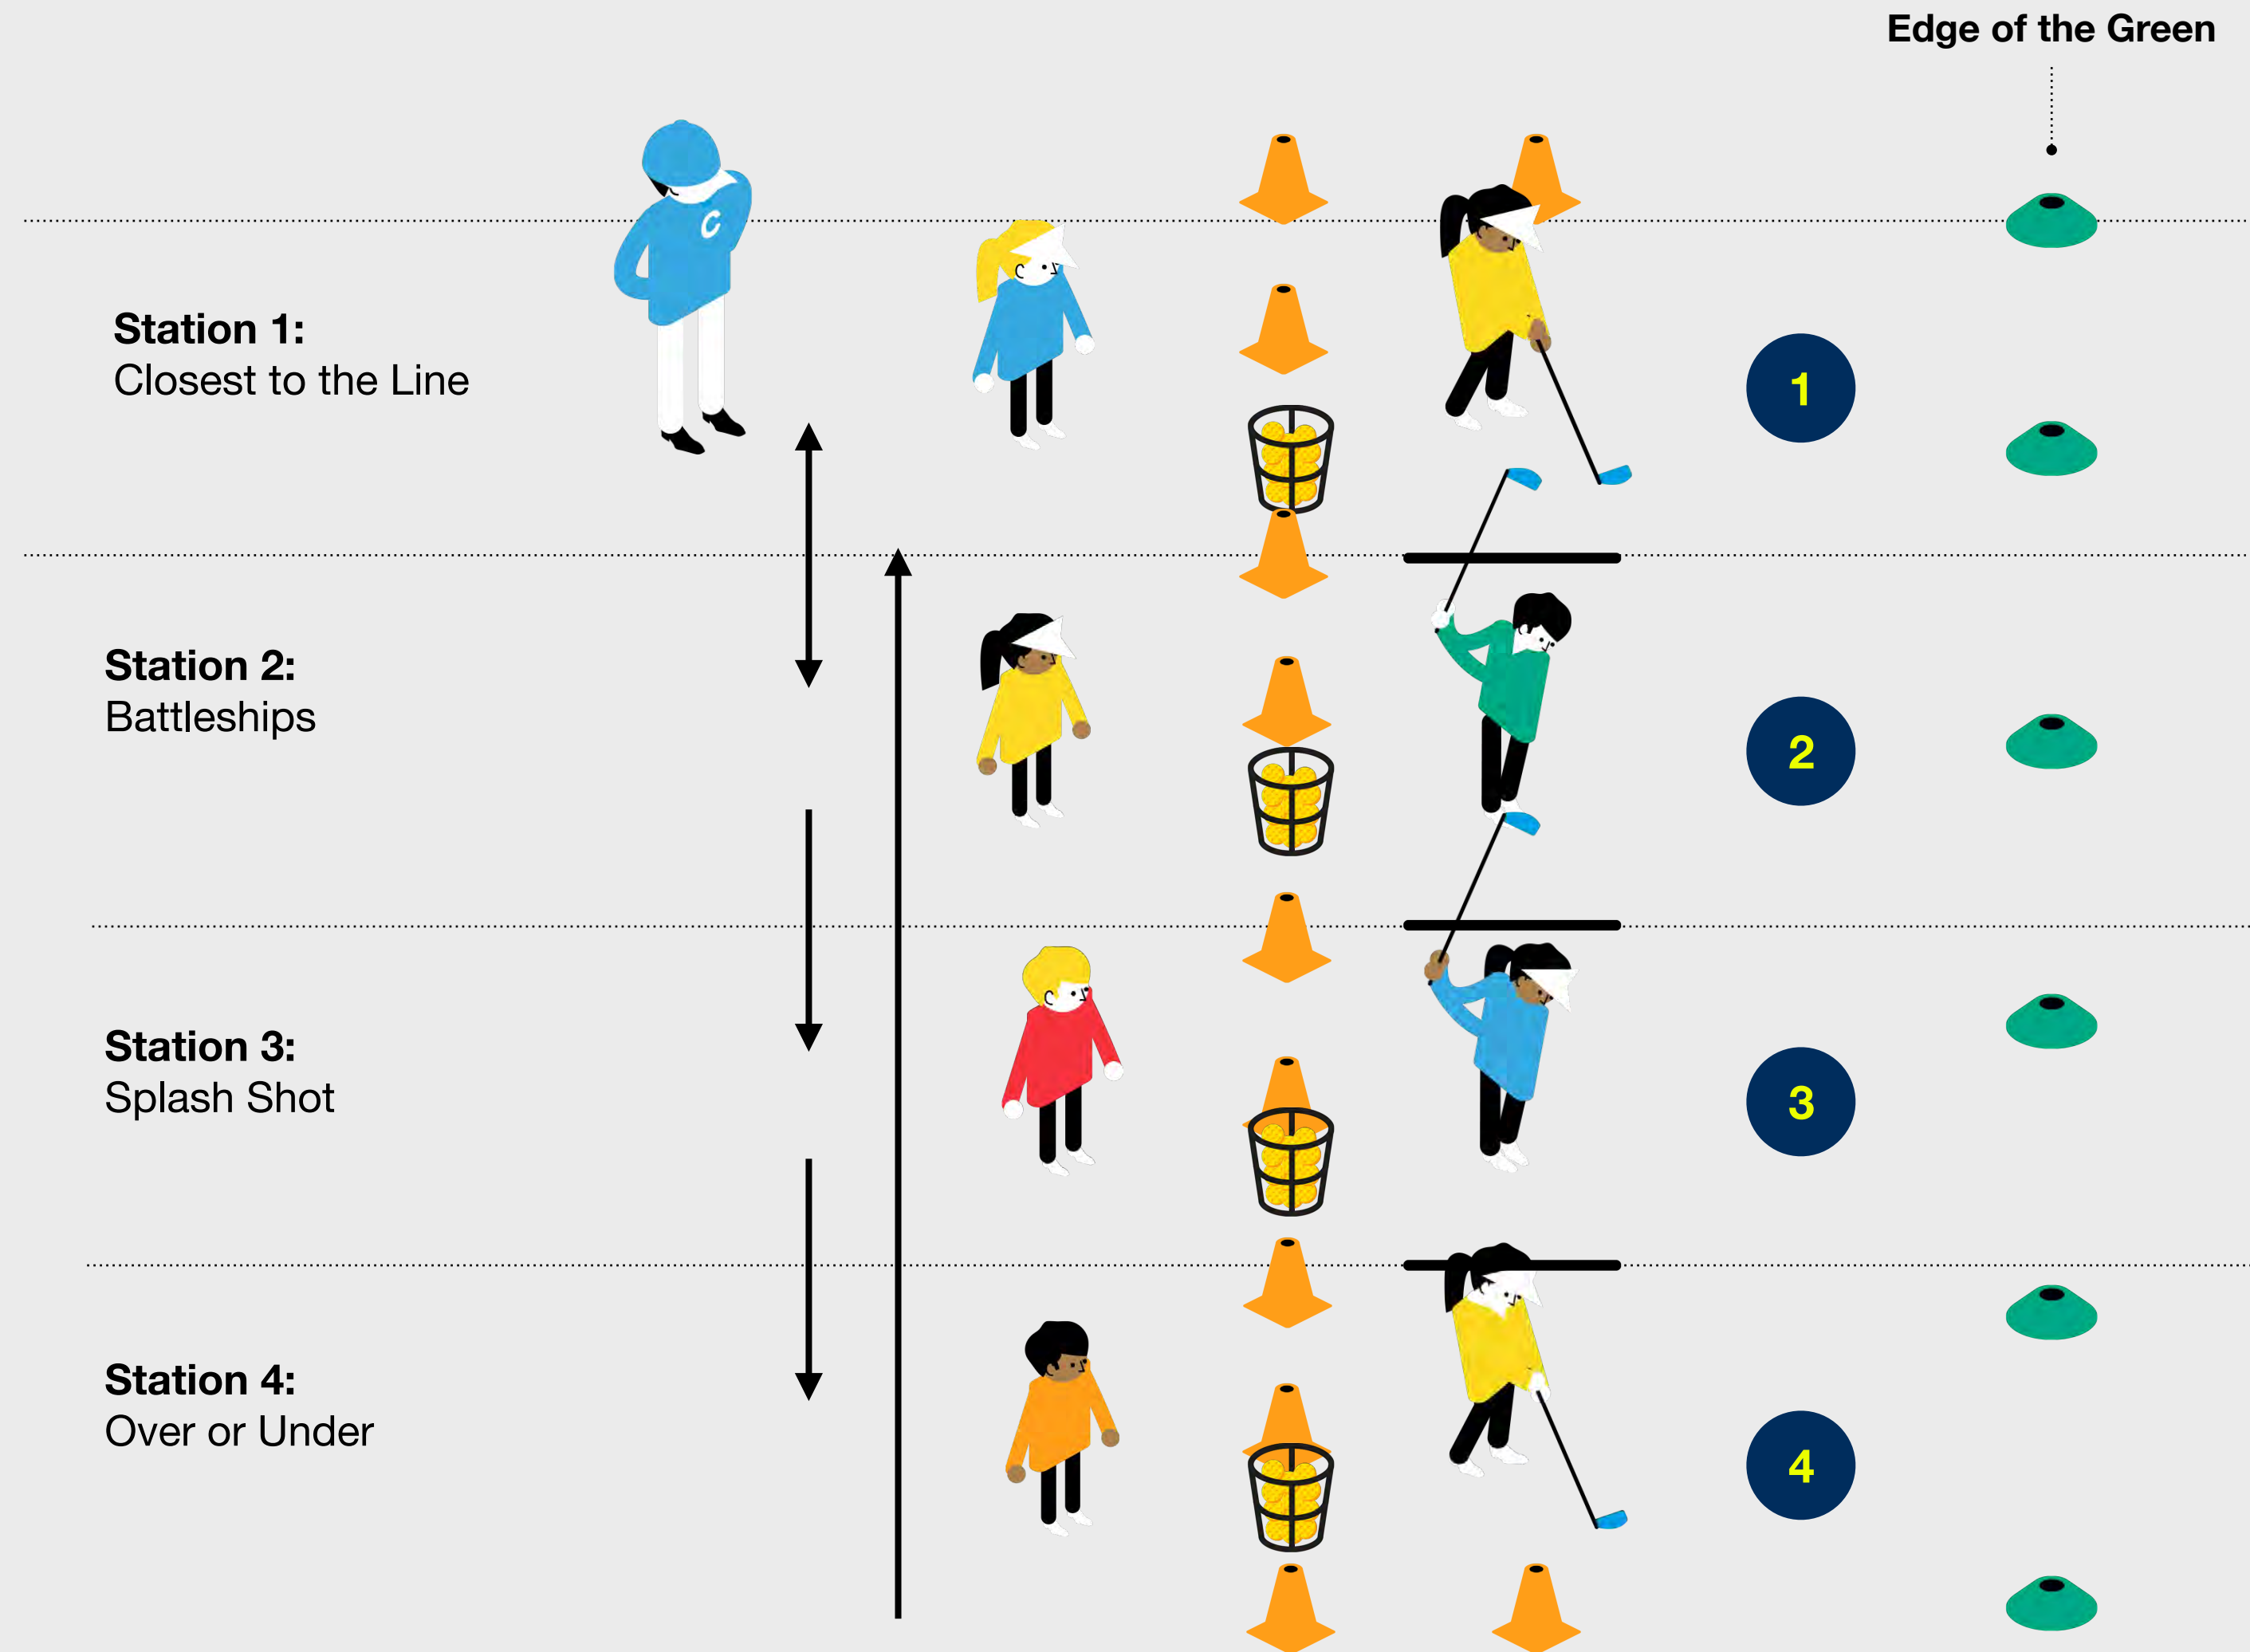 Edge of the Green
C
Station 1:
Closest to the Line
1
Station 2:
Battleships
2
Station 3:
Splash Shot
3
Station 4:
Over or Under
4